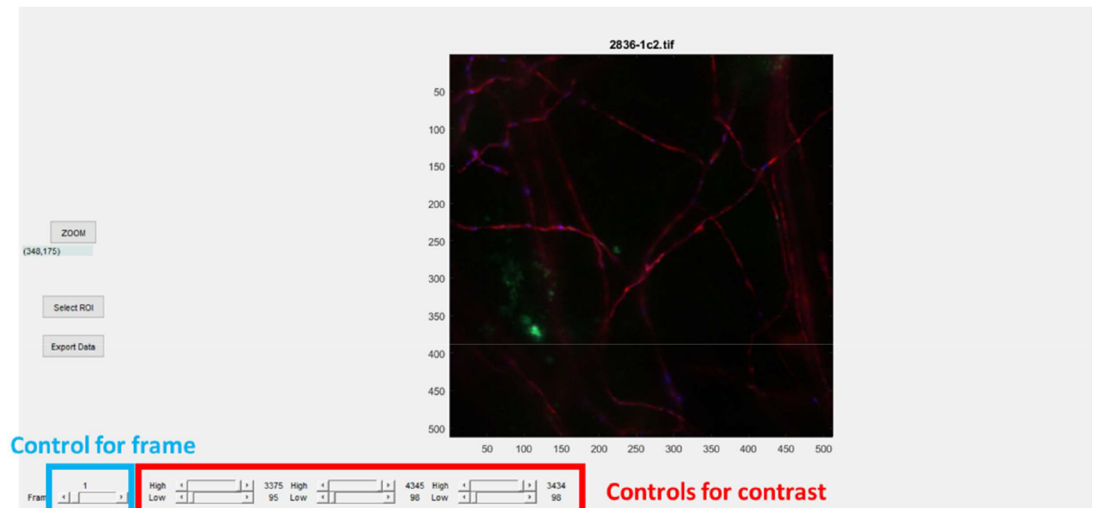 2836-1c2.tif
50
100
150
200
250
300
350
400
450
500
50 100 150 200 250 300 350 400 450 500
ZOOM
(348,175)
Select ROI
Export Data
Control for frame
1
High 3375 High 4345 High 3434
Fram
Low 95 Low 98 Low 98
Controls for contrast